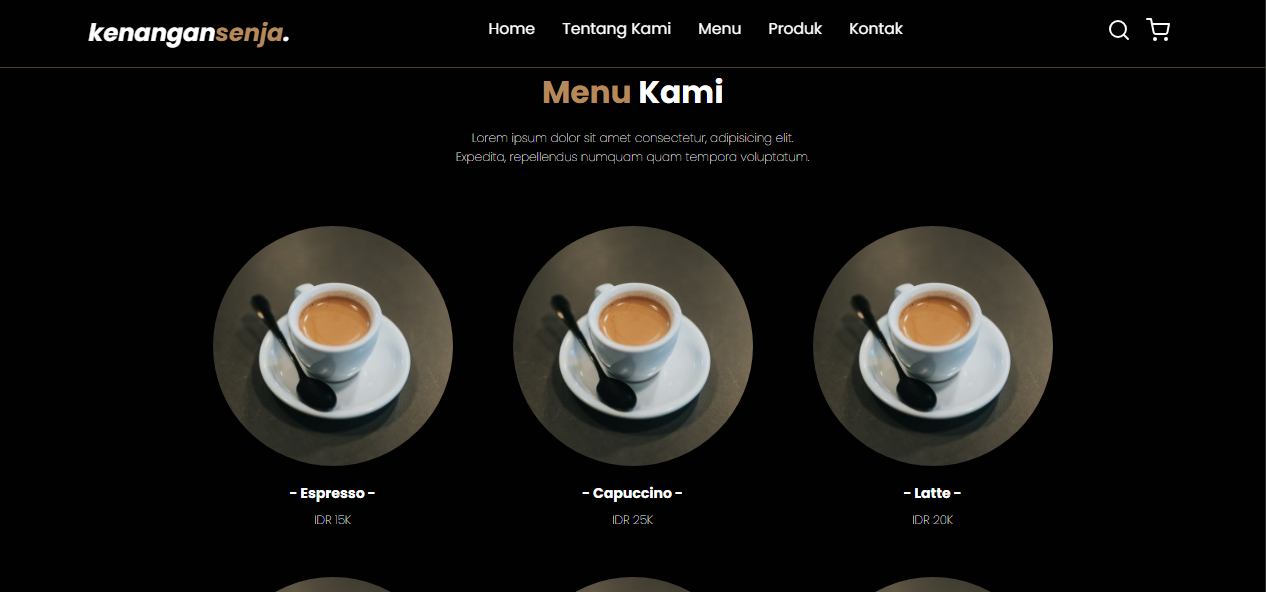 kenangansenja.
Home Tentang Kami Menu Produk Kontak
Menu Kami
Lorem ipsum dolor sit amet consectetur, adipisicing elit.
Expedita, repellendus numquam quam tempora voluptatum.
- Espresso - - Capuccino - - Latte -
IDR 15K IDR 25K IDR 20K